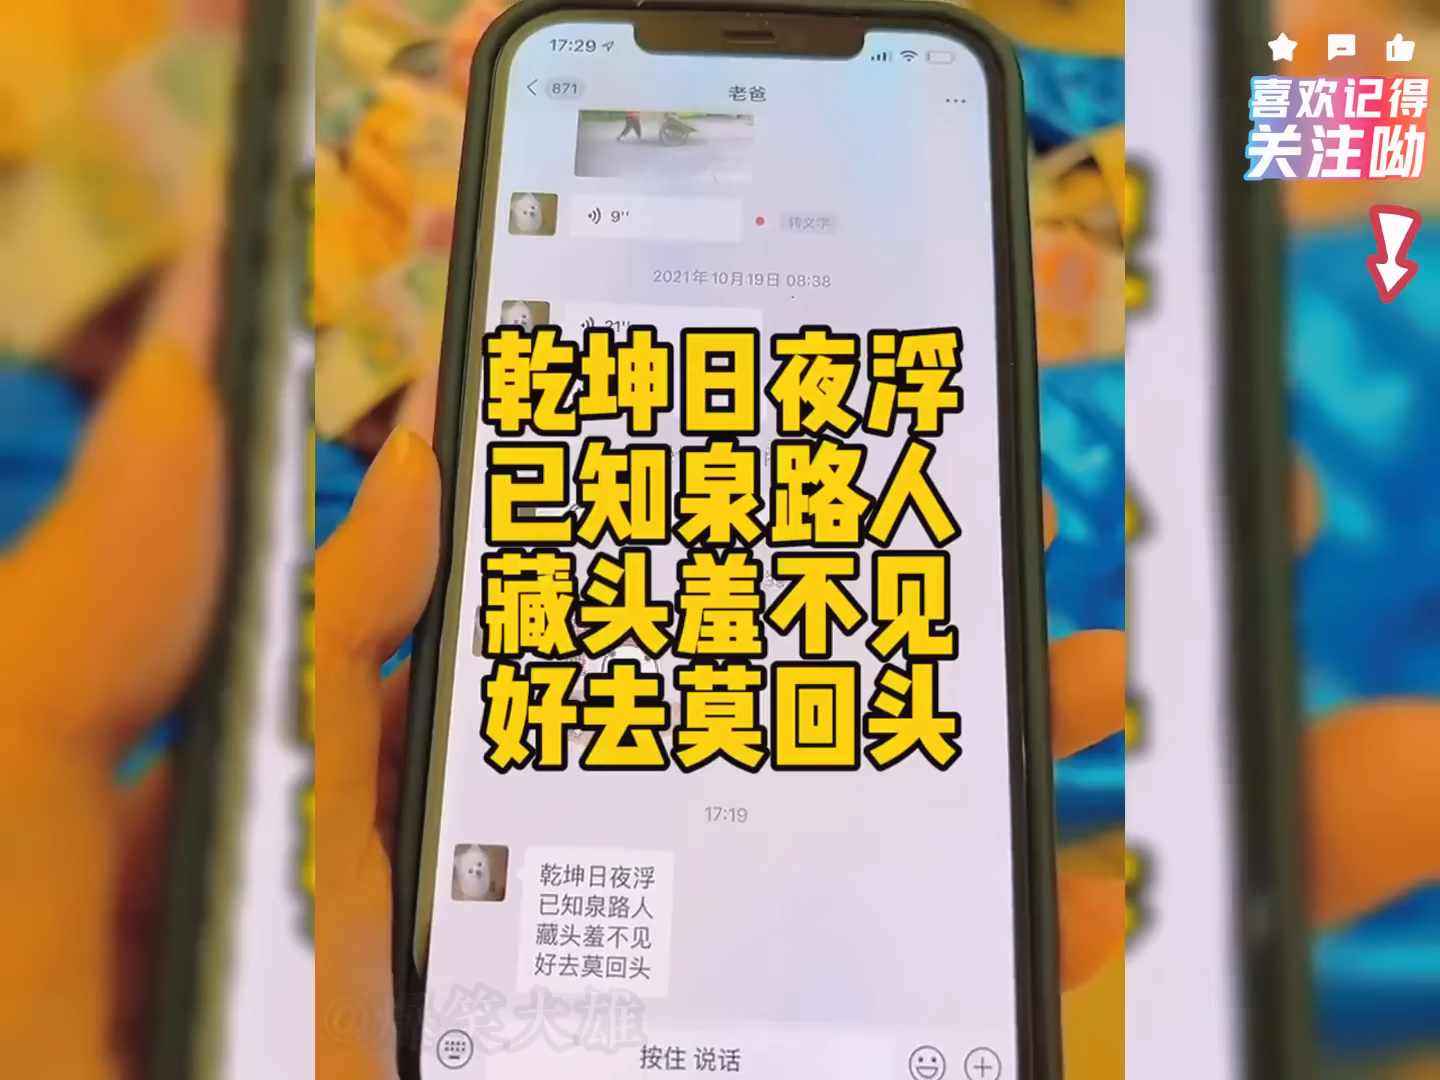 17:29
871
老爸
9''
转文字
2021年10月19日 08:38
21''
乾坤日夜浮
已知泉路人
藏头羞不见
好去莫回头
17:19
乾坤日夜浮
已知泉路人
藏头羞不见
好去莫回头
按住 说话
喜欢记得
关注呦